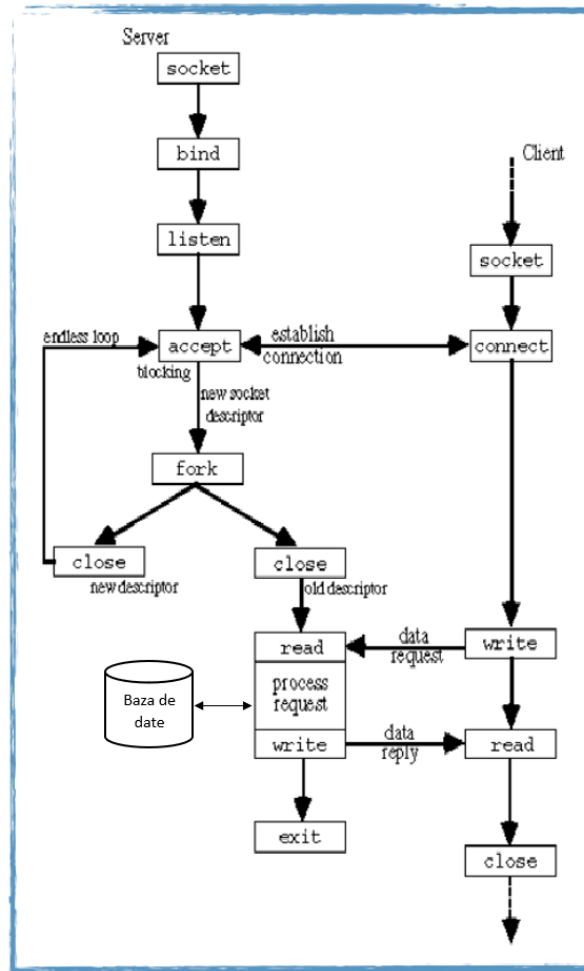 Server
socket
bind
Client
listen
socket
endless loop
accept
establish
connection
connect
blocking
new socket
descriptor
fork
close
close
new descriptor
old descriptor
read
data
request
write
process
request
Baza de
date
write
data
reply
read
exit
close